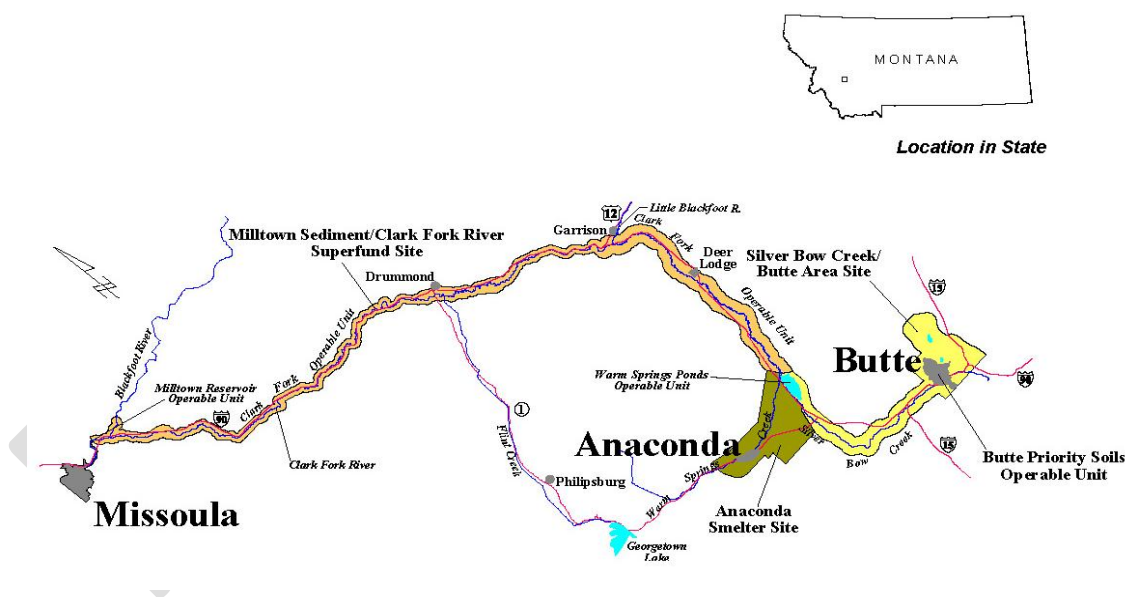 MONTANA
Location in State
12
Little Blackfoot R.
Garrison
Clark
Fork
Milltown Sediment/Clark Fork River
Superfund Site
Deer
Lodge
Silver Bow Creek/
Butte Area Site
Drummond
15
Operable Unit
Operable Unit
Blackfoot River
Butte
Warm Springs Ponds
Operable Unit
90
Milltown Reservoir
Operable Unit
Fork
Clark
90
1
Flint Creek
Anaconda
Creek
Silver
Bow
Creek
15
Butte Priority Soils
Operable Unit
Clark Fork River
Springs
Warm
Philipsburg
Missoula
Anaconda
Smelter Site
Georgetown
Lake